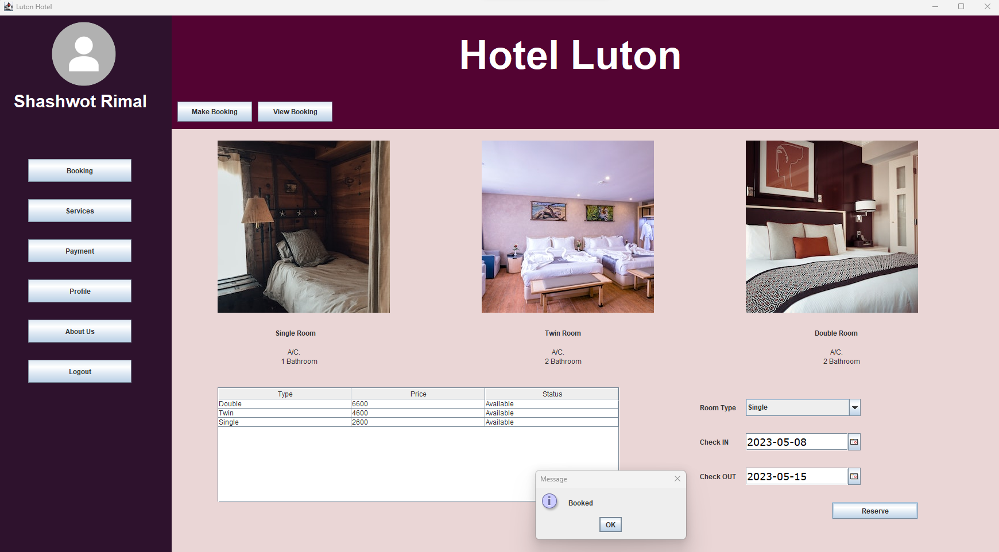 Luton Hotel
Hotel Luton
Shashwot Rimal
Make Booking
View Booking
Booking
Services
Payment
Profile
About Us
Logout
Single Room
A/C.
1 Bathroom
Twin Room
A/C.
2 Bathroom
Double Room
A/C.
2 Bathroom
Type Price Status
Double 6600 Available
Twin 4600 Available
Single 2600 Available
Room Type Single
Check IN 2023-05-08
Check OUT 2023-05-15
Reserve
Message
i
Booked
OK